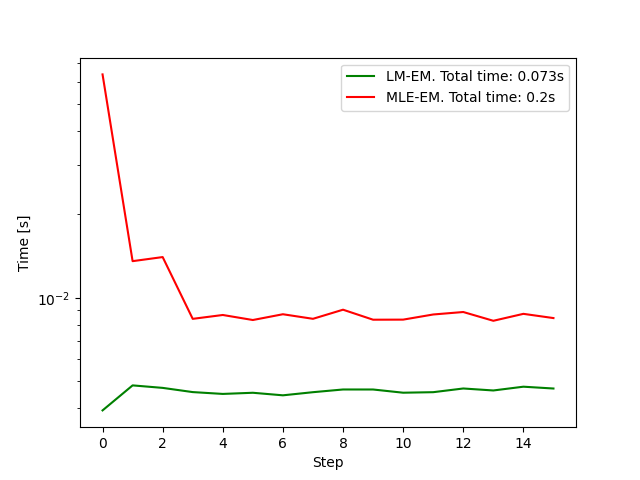 LM-EM. Total time: 0.073s
MLE-EM. Total time: 0.2s
Time [s]
10⁻²
0 2 4 6 8 10 12 14
Step